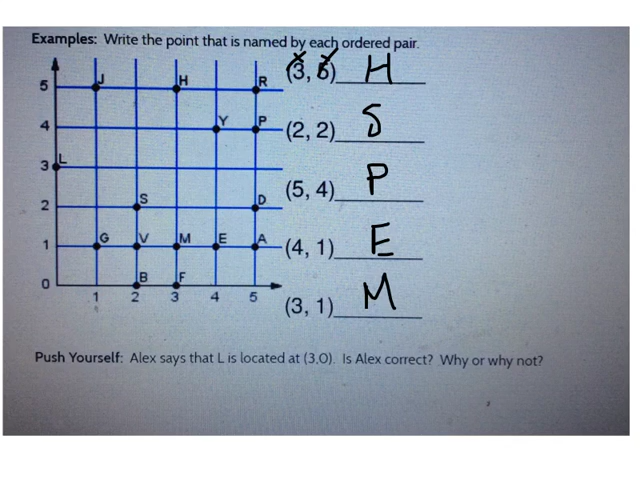 Examples: Write the point that is named by each ordered pair.
J H R (3, 5) H
5
Y P
4 (2, 2) S
L
3
S D (5, 4) P
2
G V M E A
1 (4, 1) E
B F
0
1 2 3 4 5 (3, 1) M
Push Yourself: Alex says that L is located at (3,0). Is Alex correct? Why or why not?